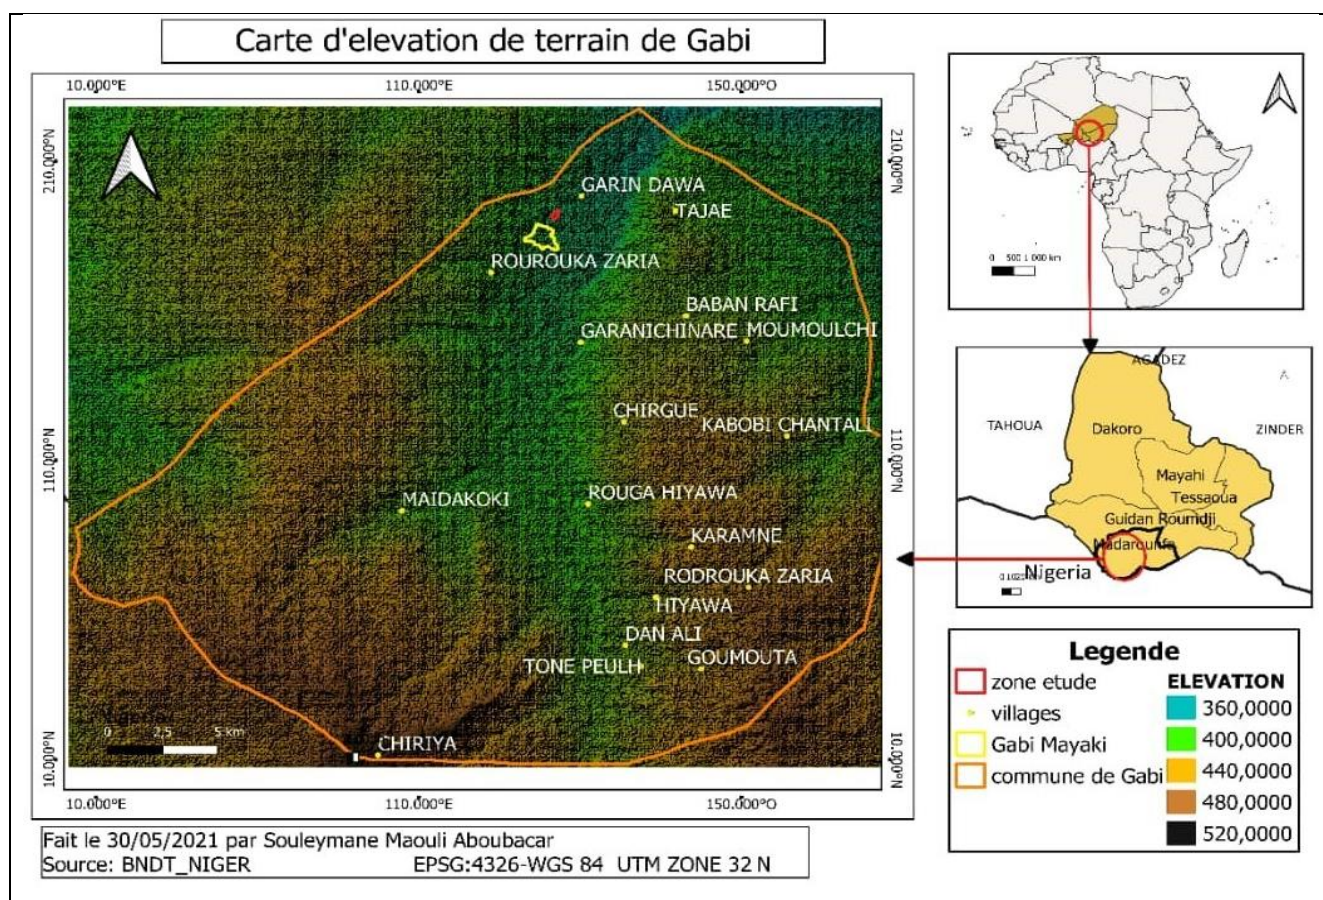 Carte d'elevation de terrain de Gabi
10.000°E 110.000°E 150.000°O
210.000°N 210.000°N
GARIN DAWA
TAJAE
ROUROUKA ZARIA
BABAN RAFI
GARANICHINARE MOUMOULCHI
CHIRGUE
KABOBI CHANTALI
110.000°N 110.000°N
MAIDAKOKI
ROUGA HIYAWA
KARAMNE
RODROUKA ZARIA
HIYAWA
DAN ALI
GOUMOUTA
TONE PEULH
0 2,5 5 km
CHIRIYA
10.000°N 10.000°N
10.000°E 110.000°E 150.000°O
Fait le 30/05/2021 par Souleymane Maouli Aboubacar
Source: BNDT_NIGER EPSG:4326-WGS 84 UTM ZONE 32 N
0 500 1 000 km
AGADEZ
TAHOUA
Dakoro
ZINDER
Mayahi
Tessaoua
Guidan Roumdji
Madarounfa
Nigeria
Legende
zone etude
villages
Gabi Mayaki
commune de Gabi
ELEVATION
360,0000
400,0000
440,0000
480,0000
520,0000